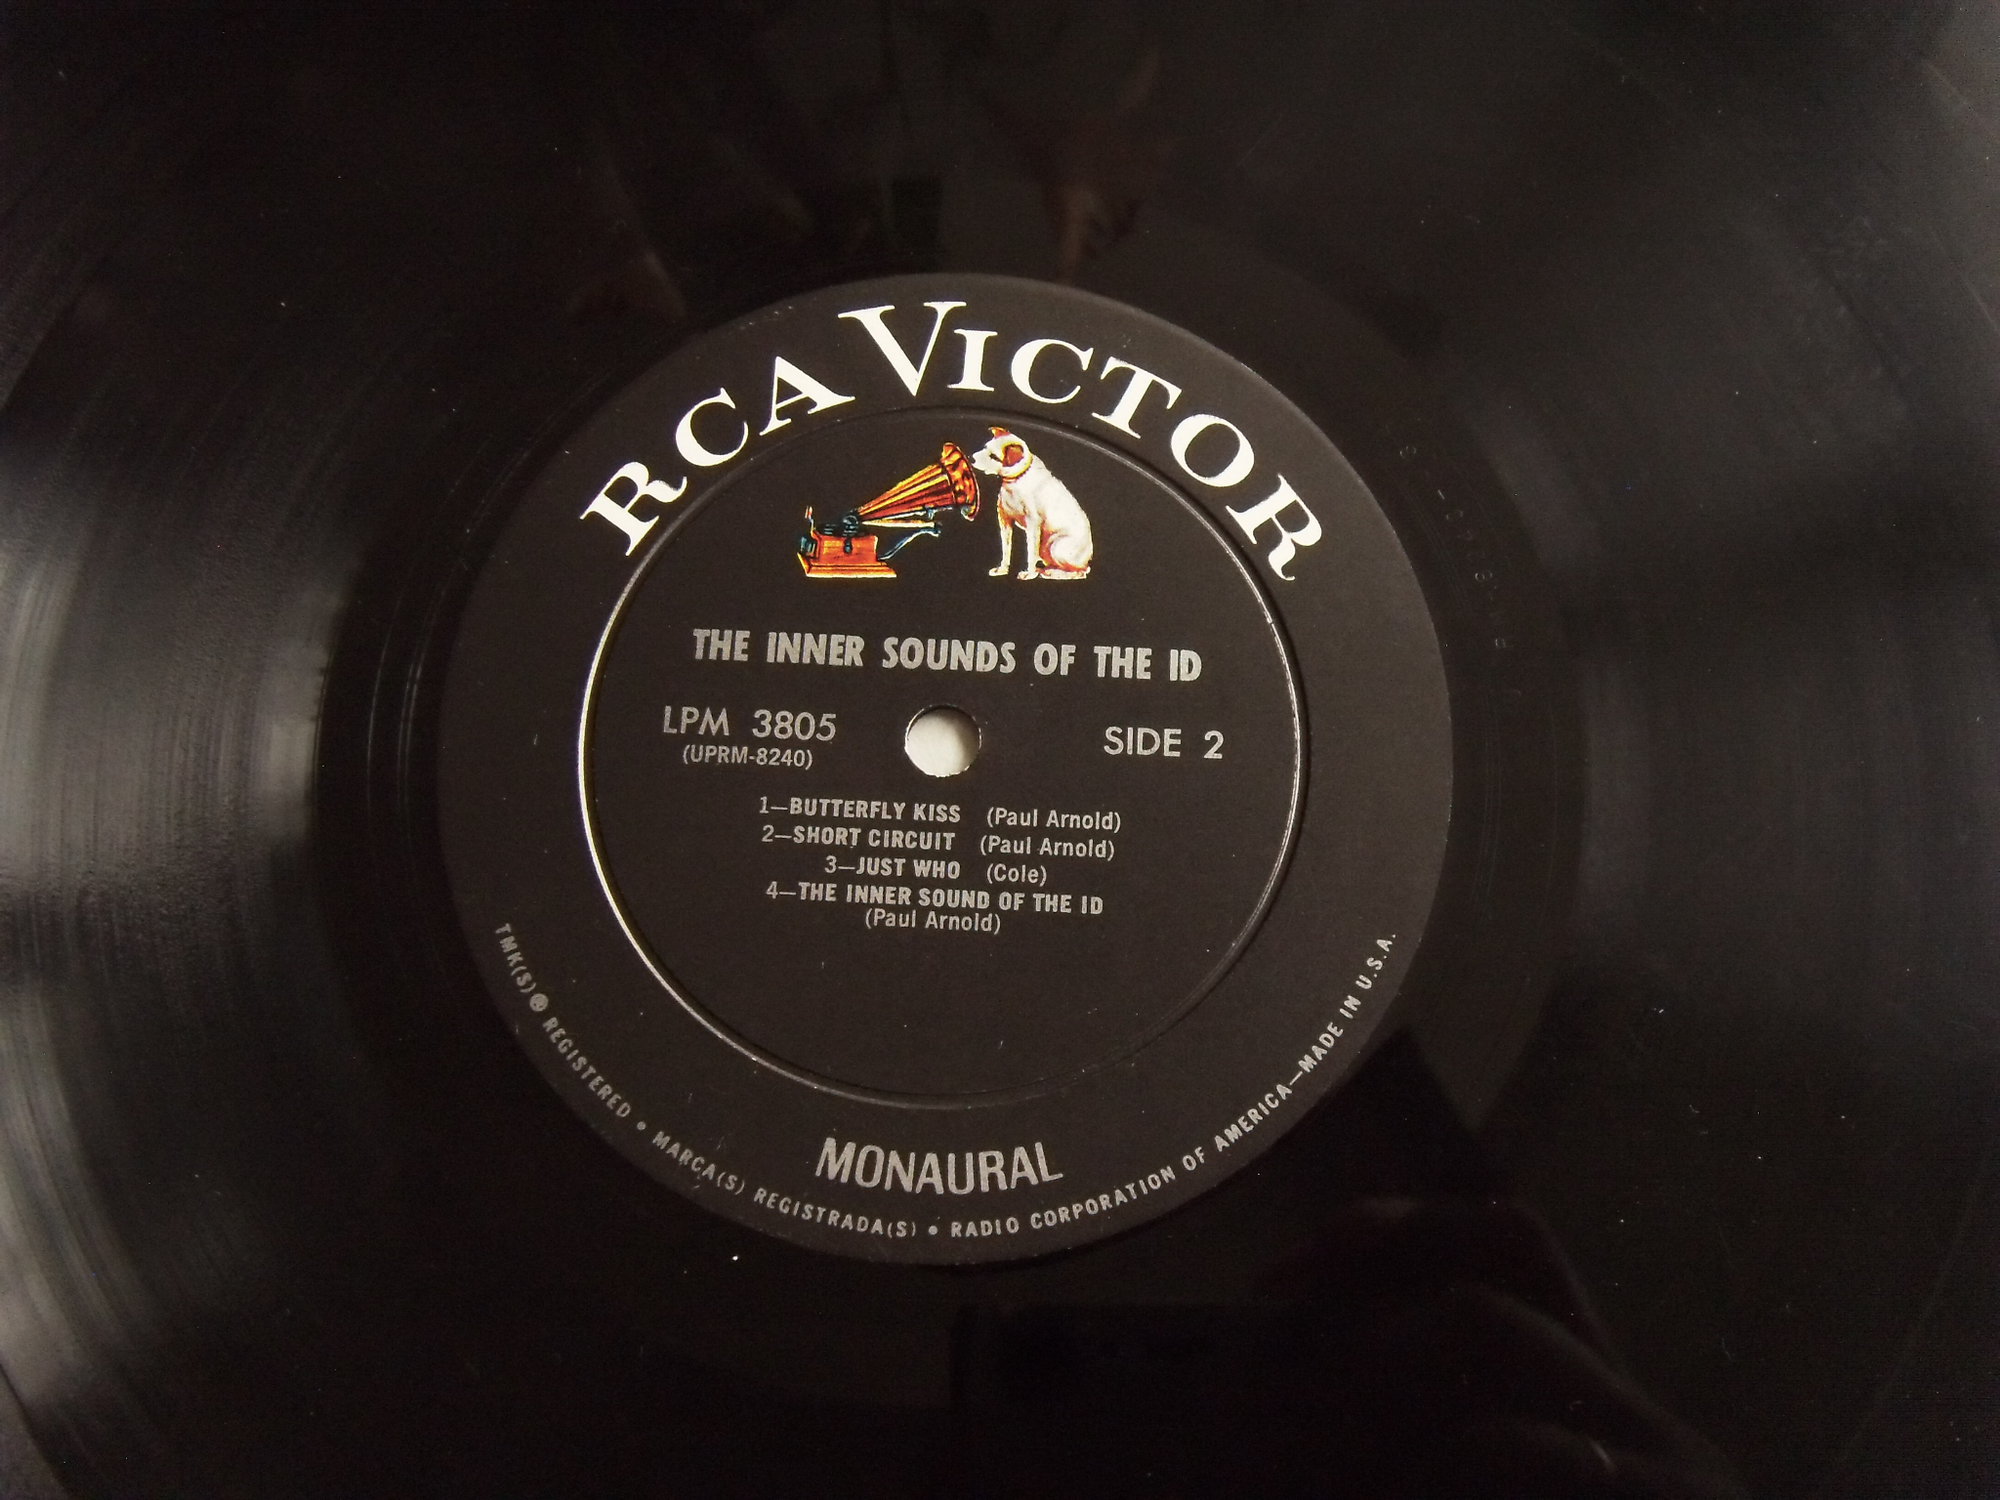 RCA VICTOR
THE INNER SOUNDS OF THE ID
LPM 3805
(UPRM-8240)
SIDE 2
1—BUTTERFLY KISS (Paul Arnold)
2—SHORT CIRCUIT (Paul Arnold)
3—JUST WHO (Cole)
4—THE INNER SOUND OF THE ID
(Paul Arnold)
MONAURAL
TMK(S) ® REGISTERED • MARCA(S) REGISTRADA(S) • RADIO CORPORATION OF AMERICA—MADE IN U.S.A.